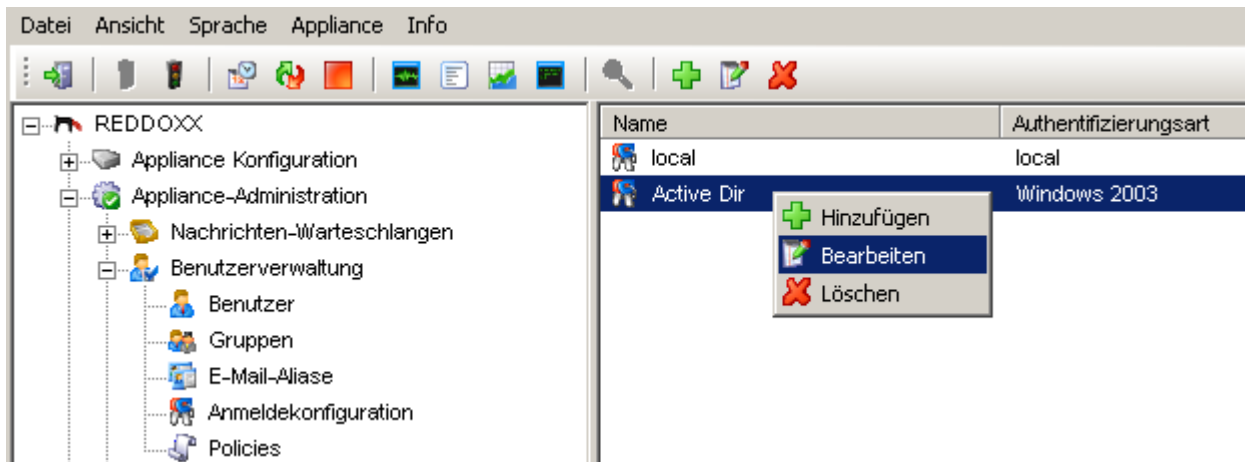 Datei Ansicht Sprache Appliance Info
REDDOXX
Appliance Konfiguration
Appliance-Administration
Nachrichten-Warteschlangen
Benutzerverwaltung
Benutzer
Gruppen
E-Mail-Aliase
Anmeldekonfiguration
Policies
Name Authentifizierungsart
local local
Active Dir Windows 2003
Hinzufügen
Bearbeiten
Löschen